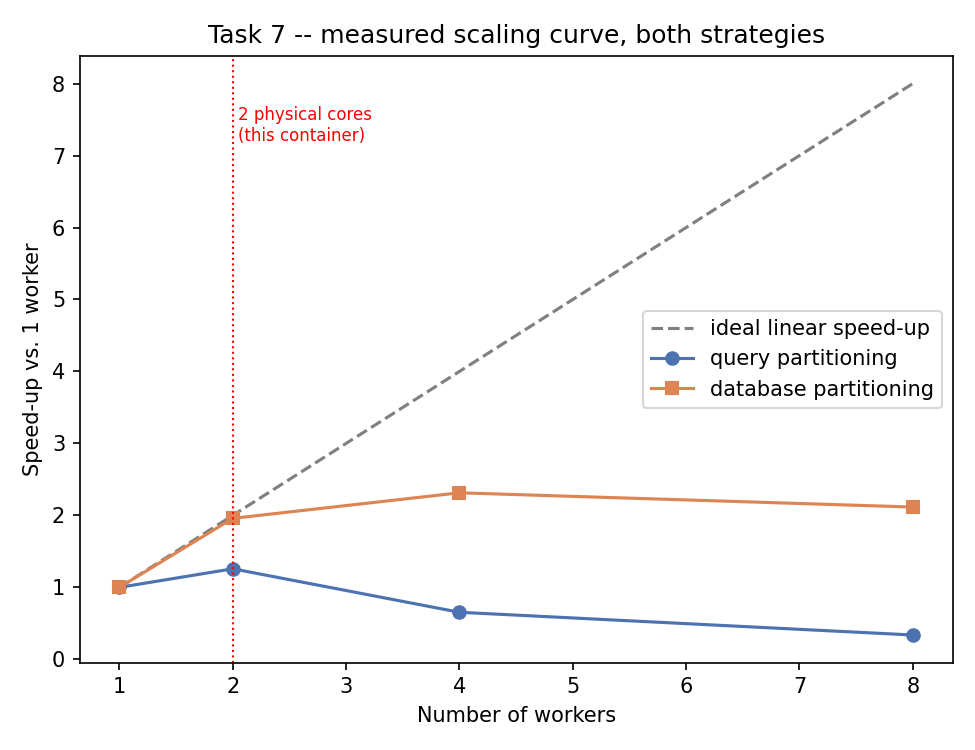 Task 7 -- measured scaling curve, both strategies
8
7
6
5
4
3
2
1
0
Speed-up vs. 1 worker
2 physical cores
(this container)
ideal linear speed-up
query partitioning
database partitioning
1 2 3 4 5 6 7 8
Number of workers